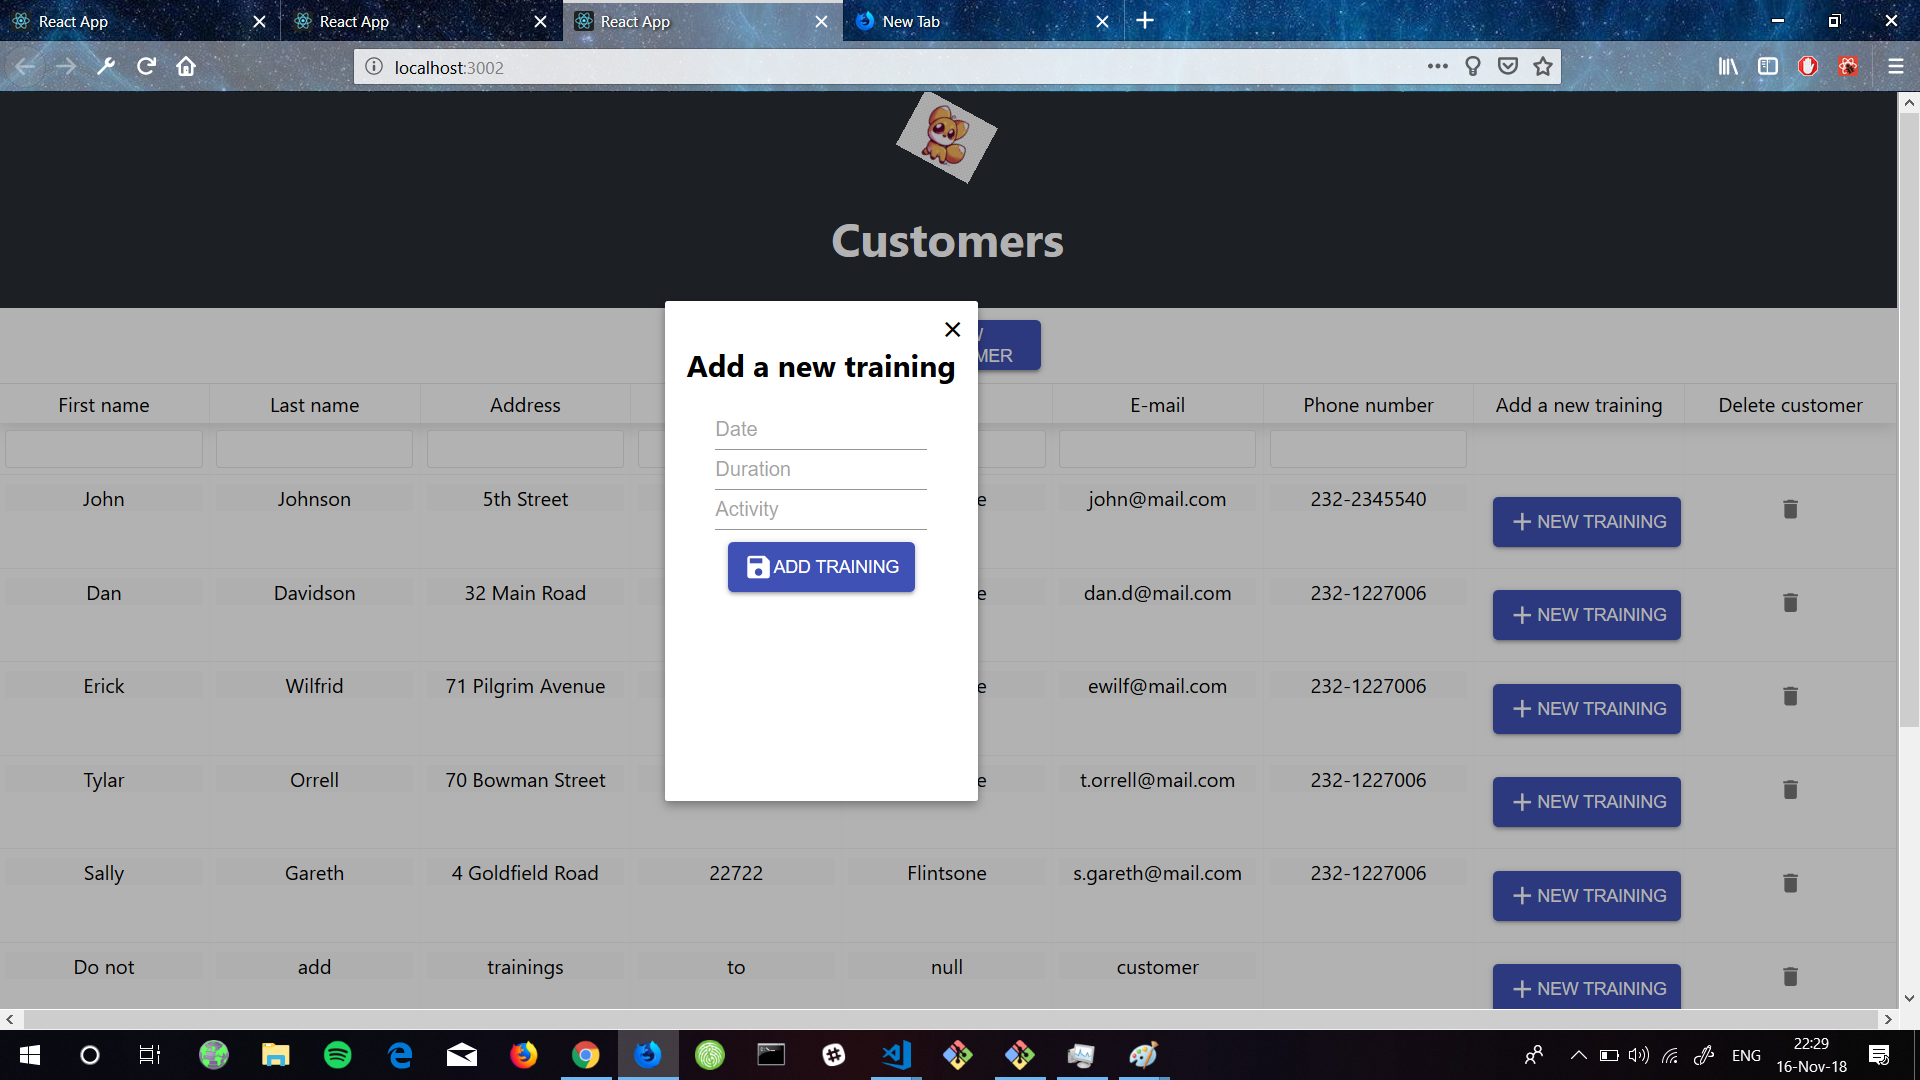 React App
React App
React App
New Tab
localhost:3002
Customers
MER
Add a new training
Date
Duration
Activity
ADD TRAINING
First name Last name Address E-mail Phone number Add a new training Delete customer
John Johnson 5th Street e john@mail.com 232-2345540 NEW TRAINING
Dan Davidson 32 Main Road e dan.d@mail.com 232-1227006 NEW TRAINING
Erick Wilfrid 71 Pilgrim Avenue e ewilf@mail.com 232-1227006 NEW TRAINING
Tylar Orrell 70 Bowman Street e t.orrell@mail.com 232-1227006 NEW TRAINING
Sally Gareth 4 Goldfield Road 22722 Flintsone s.gareth@mail.com 232-1227006 NEW TRAINING
Do not add trainings to null customer NEW TRAINING
ENG
22:29
16-Nov-18